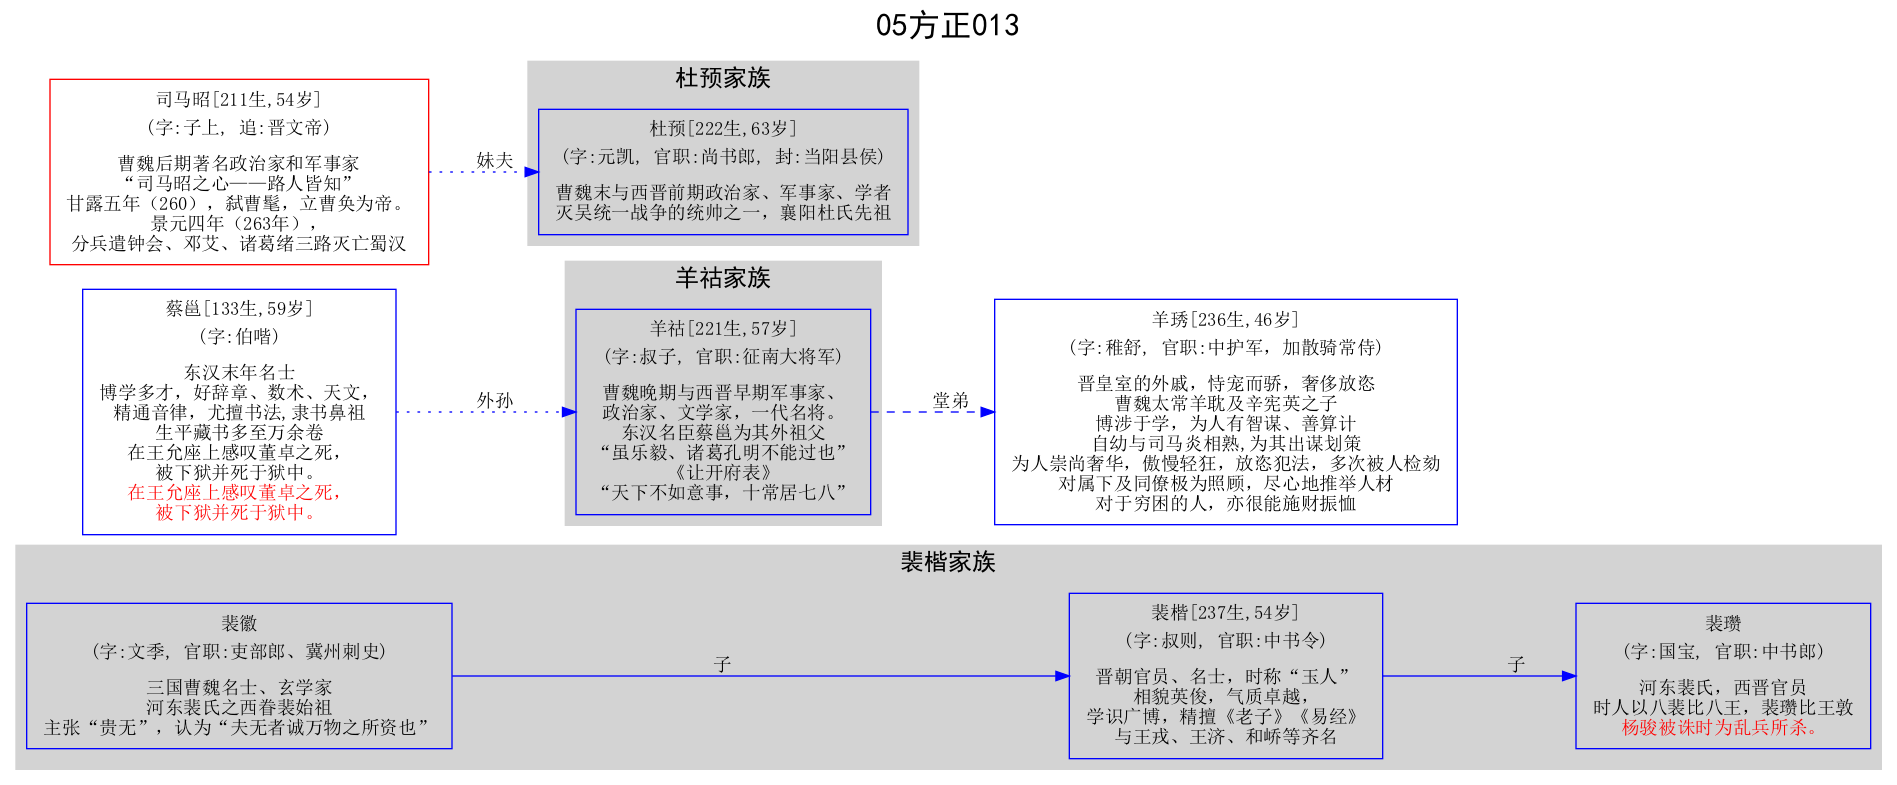 05方正013
杜预家族
司马昭[211生,54岁]
(字:子上, 追:晋文帝)
曹魏后期著名政治家和军事家
“司马昭之心——路人皆知”
甘露五年（260），弑曹髦，立曹奂为帝。
景元四年（263年），
分兵遣钟会、邓艾、诸葛绪三路灭亡蜀汉
妹夫
杜预[222生,63岁]
(字:元凯, 官职:尚书郎, 封:当阳县侯)
曹魏末与西晋前期政治家、军事家、学者
灭吴统一战争的统帅之一，襄阳杜氏先祖
羊祜家族
蔡邕[133生,59岁]
(字:伯喈)
东汉末年名士
博学多才，好辞章、数术、天文，
精通音律，尤擅书法,隶书鼻祖
生平藏书多至万余卷
在王允座上感叹董卓之死，
被下狱并死于狱中。
在王允座上感叹董卓之死，
被下狱并死于狱中。
外孙
羊祜[221生,57岁]
(字:叔子, 官职:征南大将军)
曹魏晚期与西晋早期军事家、
政治家、文学家，一代名将。
东汉名臣蔡邕为其外祖父
“虽乐毅、诸葛孔明不能过也”
《让开府表》
“天下不如意事，十常居七八”
堂弟
羊琇[236生,46岁]
(字:稚舒, 官职:中护军，加散骑常侍)
晋皇室的外戚，恃宠而骄，奢侈放恣
曹魏太常羊耽及辛宪英之子
博涉于学，为人有智谋、善算计
自幼与司马炎相熟,为其出谋划策
为人崇尚奢华，傲慢轻狂，放恣犯法，多次被人检劾
对属下及同僚极为照顾，尽心地推举人材
对于穷困的人，亦很能施财振恤
裴楷家族
裴徽
(字:文季, 官职:吏部郎、冀州刺史)
三国曹魏名士、玄学家
河东裴氏之西眷裴始祖
主张“贵无”，认为“夫无者诚万物之所资也”
子
裴楷[237生,54岁]
(字:叔则, 官职:中书令)
晋朝官员、名士，时称“玉人”
相貌英俊，气质卓越，
学识广博，精擅《老子》《易经》
与王戎、王济、和峤等齐名
子
裴瓒
(字:国宝, 官职:中书郎)
河东裴氏，西晋官员
时人以八裴比八王，裴瓒比王敦
杨骏被诛时为乱兵所杀。